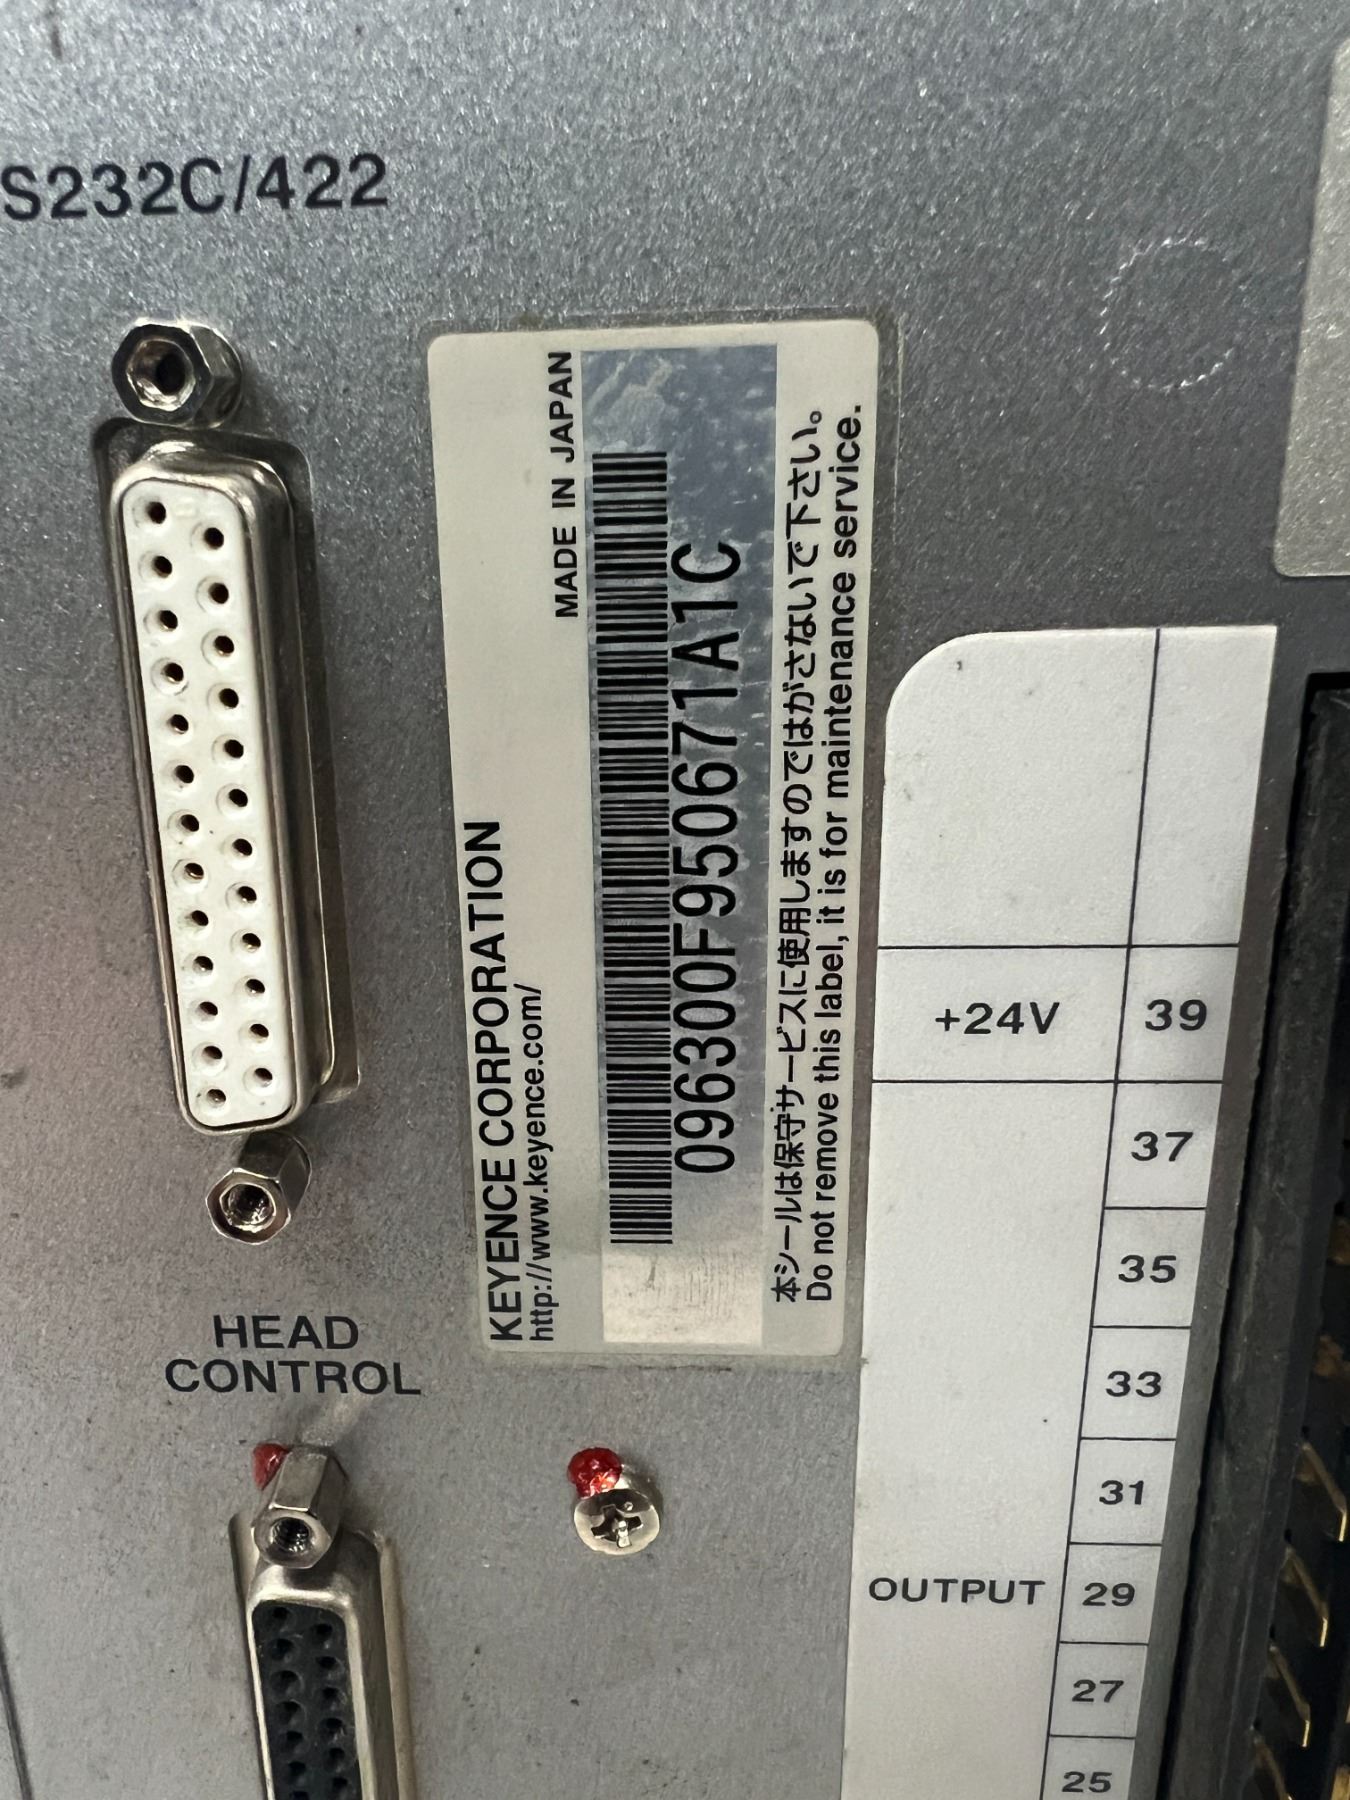 S232C/422
KEYENCE CORPORATION
http://www.keyence.com/
MADE IN JAPAN
096300F950671A1C
本シールは保守サービスに使用しますのではがさないで下さい。
Do not remove this label, it is for maintenance service.
HEAD
CONTROL
+24V 39
37
35
33
31
OUTPUT 29
27
25